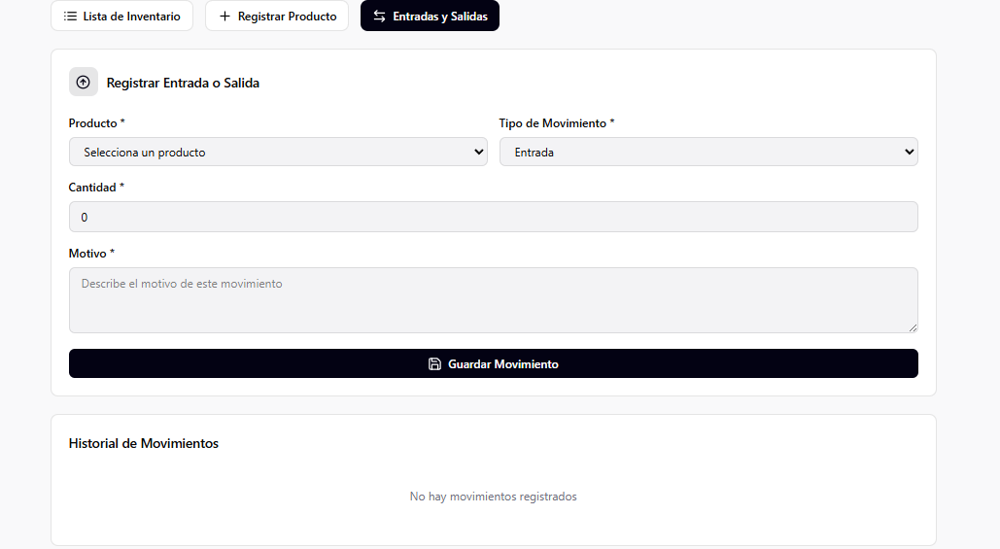 Lista de Inventario
Registrar Producto
Entradas y Salidas
Registrar Entrada o Salida
Producto *
Tipo de Movimiento *
Selecciona un producto
Entrada
Cantidad *
0
Motivo *
Describe el motivo de este movimiento
Guardar Movimiento
Historial de Movimientos
No hay movimientos registrados